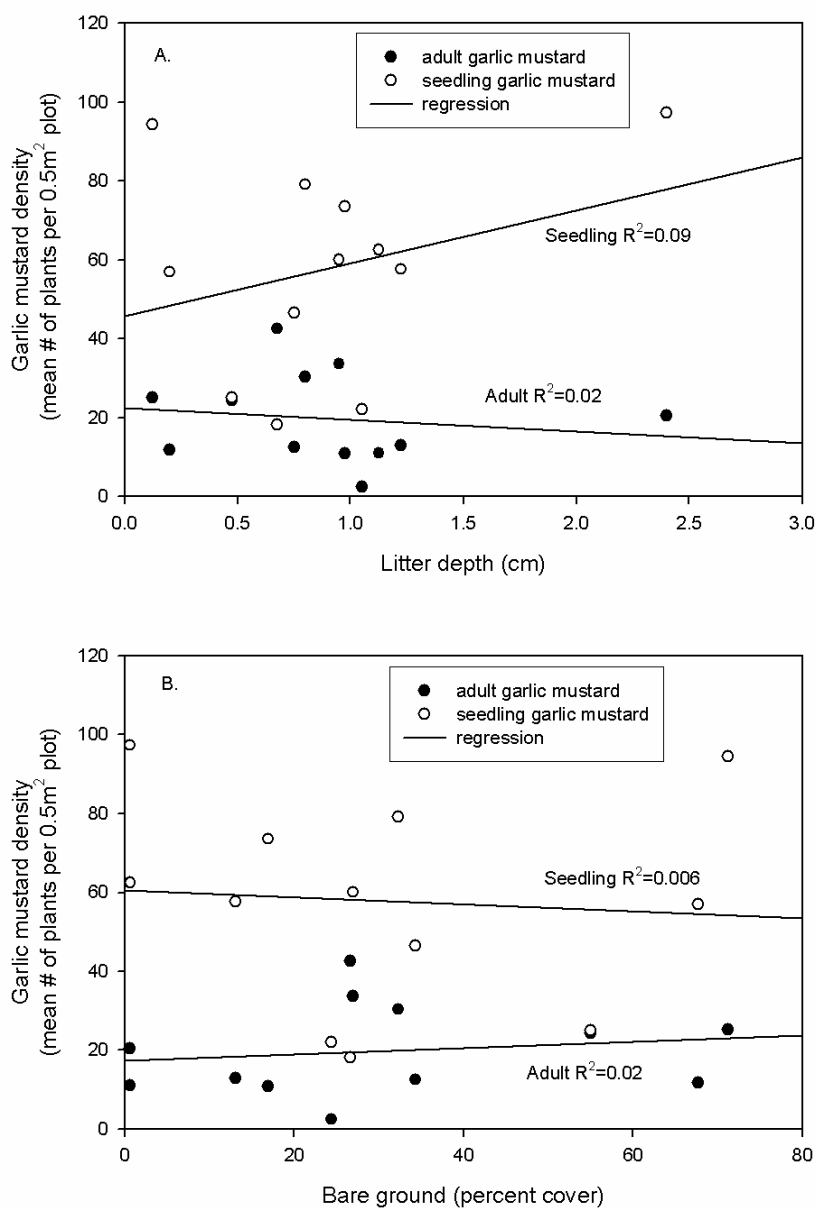 120
100
80
60
40
20
0
Garlic mustard density
(mean # of plants per 0.5m² plot)
A.
adult garlic mustard
seedling garlic mustard
regression
Seedling R²=0.09
Adult R²=0.02
0.0 0.5 1.0 1.5 2.0 2.5 3.0
Litter depth (cm)
120
100
80
60
40
20
0
Garlic mustard density
(mean # of plants per 0.5m² plot)
B.
adult garlic mustard
seedling garlic mustard
regression
Seedling R²=0.006
Adult R²=0.02
0 20 40 60 80
Bare ground (percent cover)